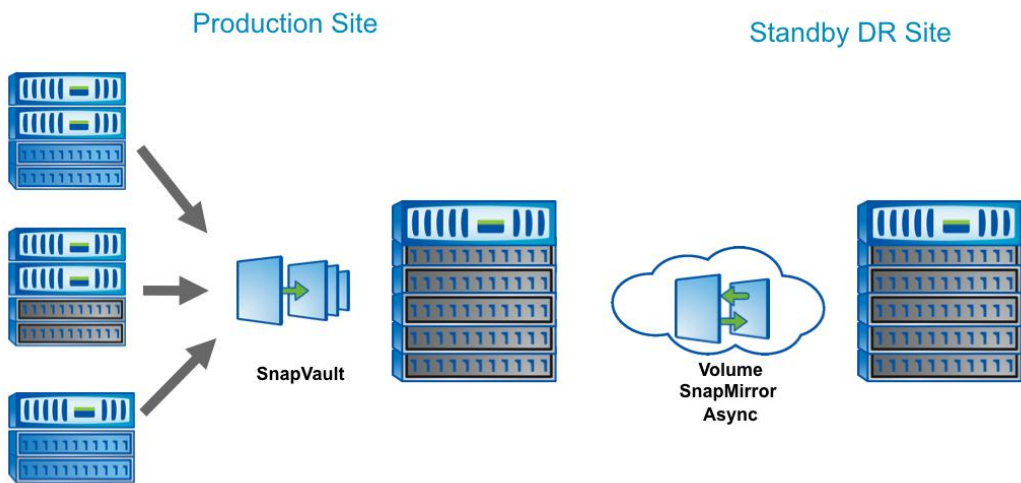 Production Site
Standby DR Site
SnapVault
Volume
SnapMirror
Async